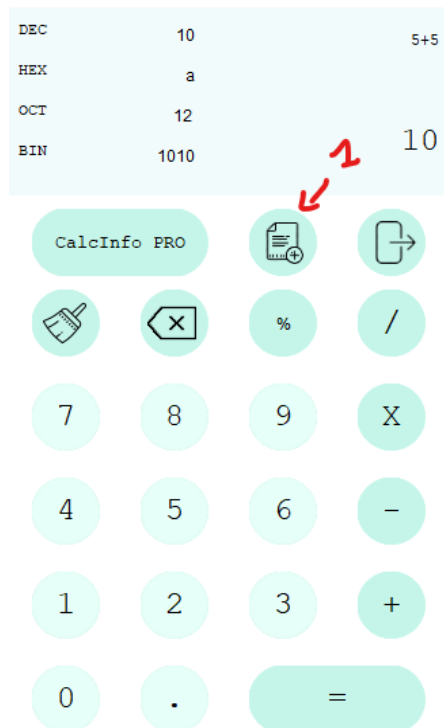 DEC 10 5+5
HEX a
OCT 12
BIN 1010 10
1
CalcInfo PRO
% /
7 8 9 X
4 5 6 -
1 2 3 +
0 . =